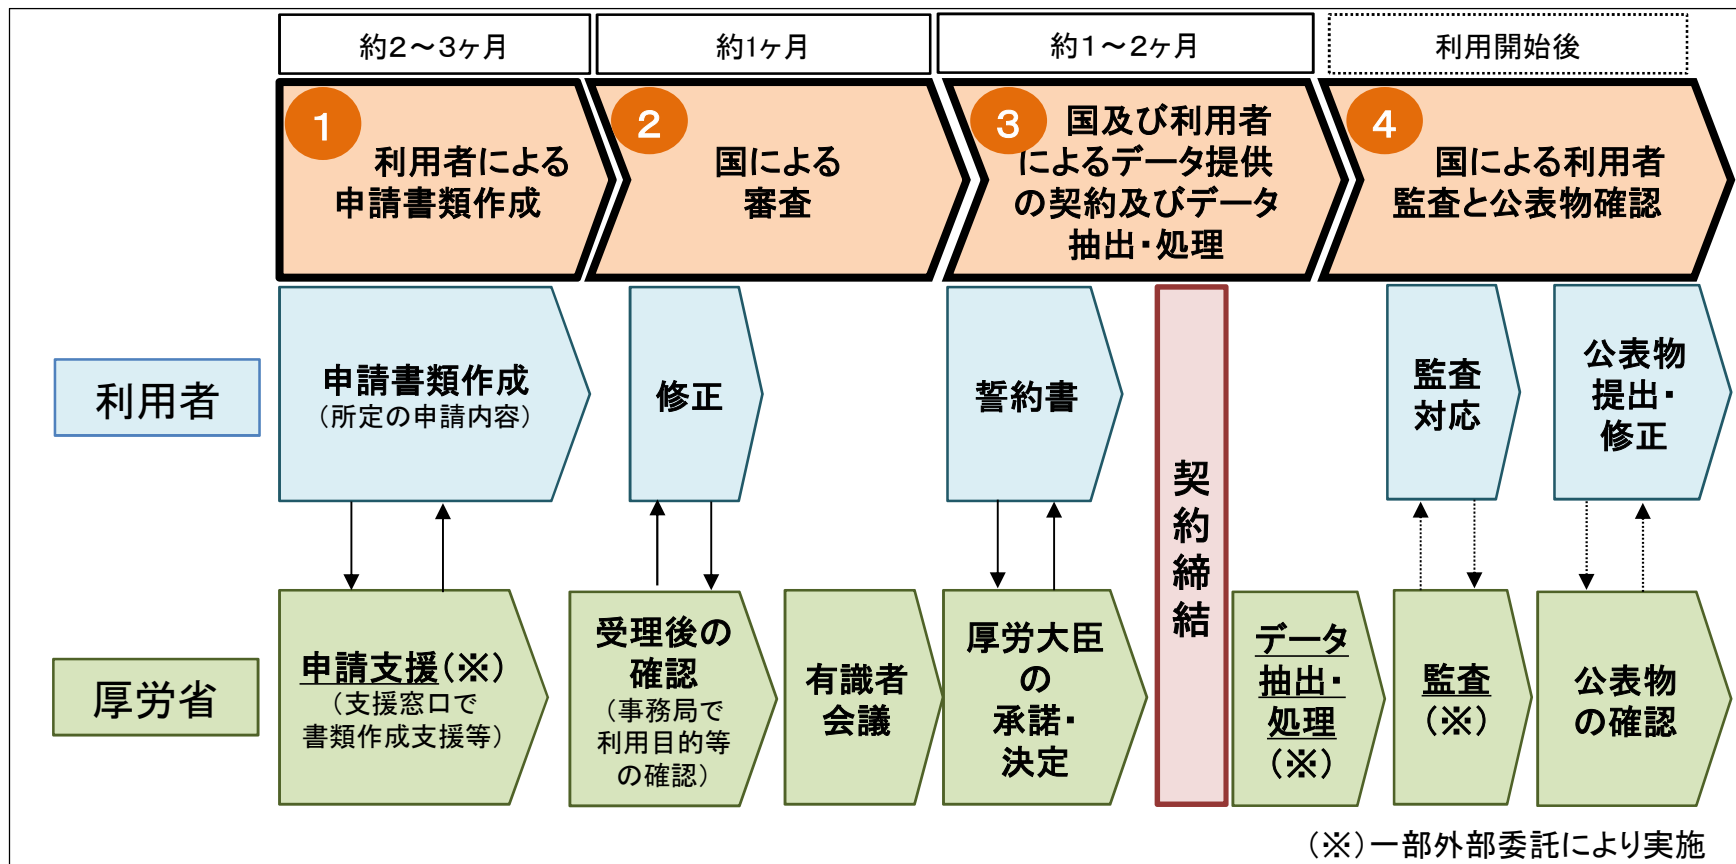 約２～３ヶ月
約１ヶ月
約１～２ヶ月
利用開始後
1
利用者による
申請書類作成
2
国による
審査
3
国及び利用者
によるデータ提供
の契約及びデータ
抽出・処理
4
国による利用者
監査と公表物確認
利用者
申請書類作成
（所定の申請内容）
修正
誓約書
契約締結
監査
対応
公表物
提出・
修正
厚労省
申請支援（※）
（支援窓口で
書類作成支援等）
受理後の
確認
（事務局で
利用目的等
の確認）
有識者
会議
厚労大臣
の
承諾・
決定
データ
抽出・
処理
（※）
監査
（※）
公表物
の確認
（※）一部外部委託により実施